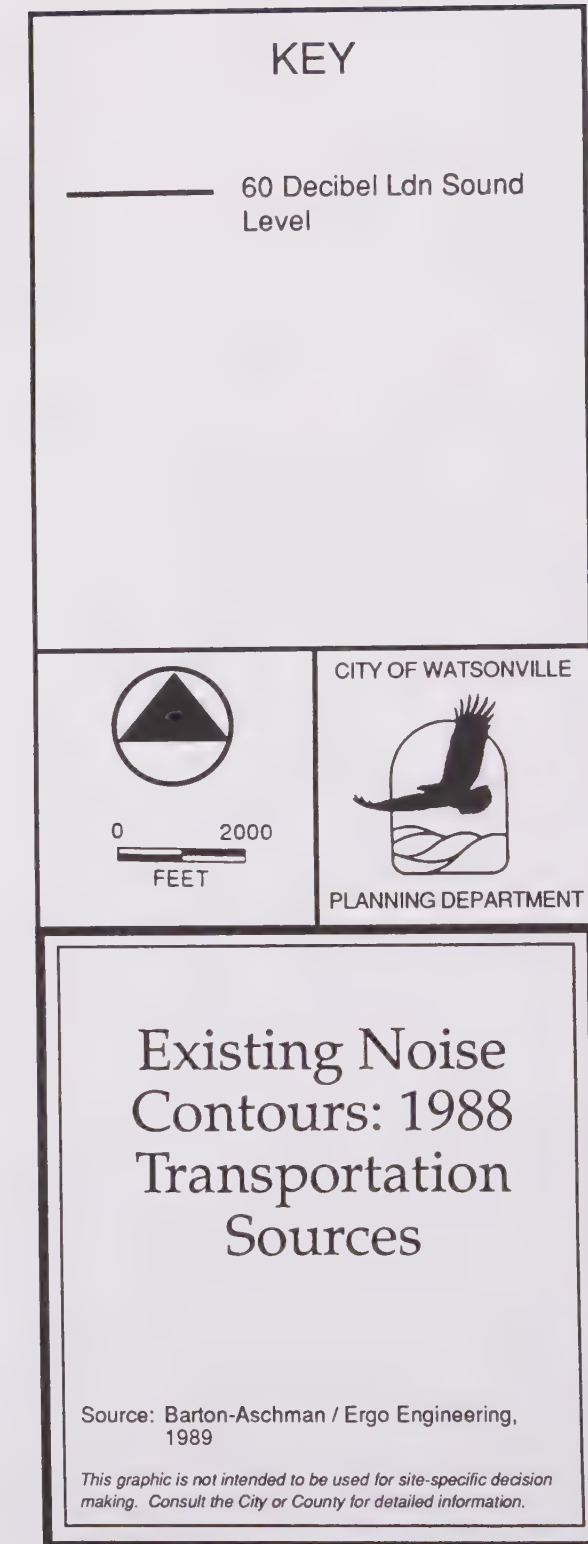 KEY
60 Decibel Ldn Sound
Level
0 2000
FEET
CITY OF WATSONVILLE
PLANNING DEPARTMENT
Existing Noise
Contours: 1988
Transportation
Sources
Source: Barton-Aschman / Ergo Engineering,
1989
This graphic is not intended to be used for site-specific decision
making. Consult the City or County for detailed information.